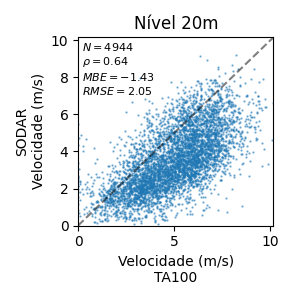 Nível 20m
N = 4944
ρ = 0.64
MBE = −1.43
RMSE = 2.05
10
8
6
4
2
0
SODAR
Velocidade (m/s)
0 5 10
Velocidade (m/s)
TA100